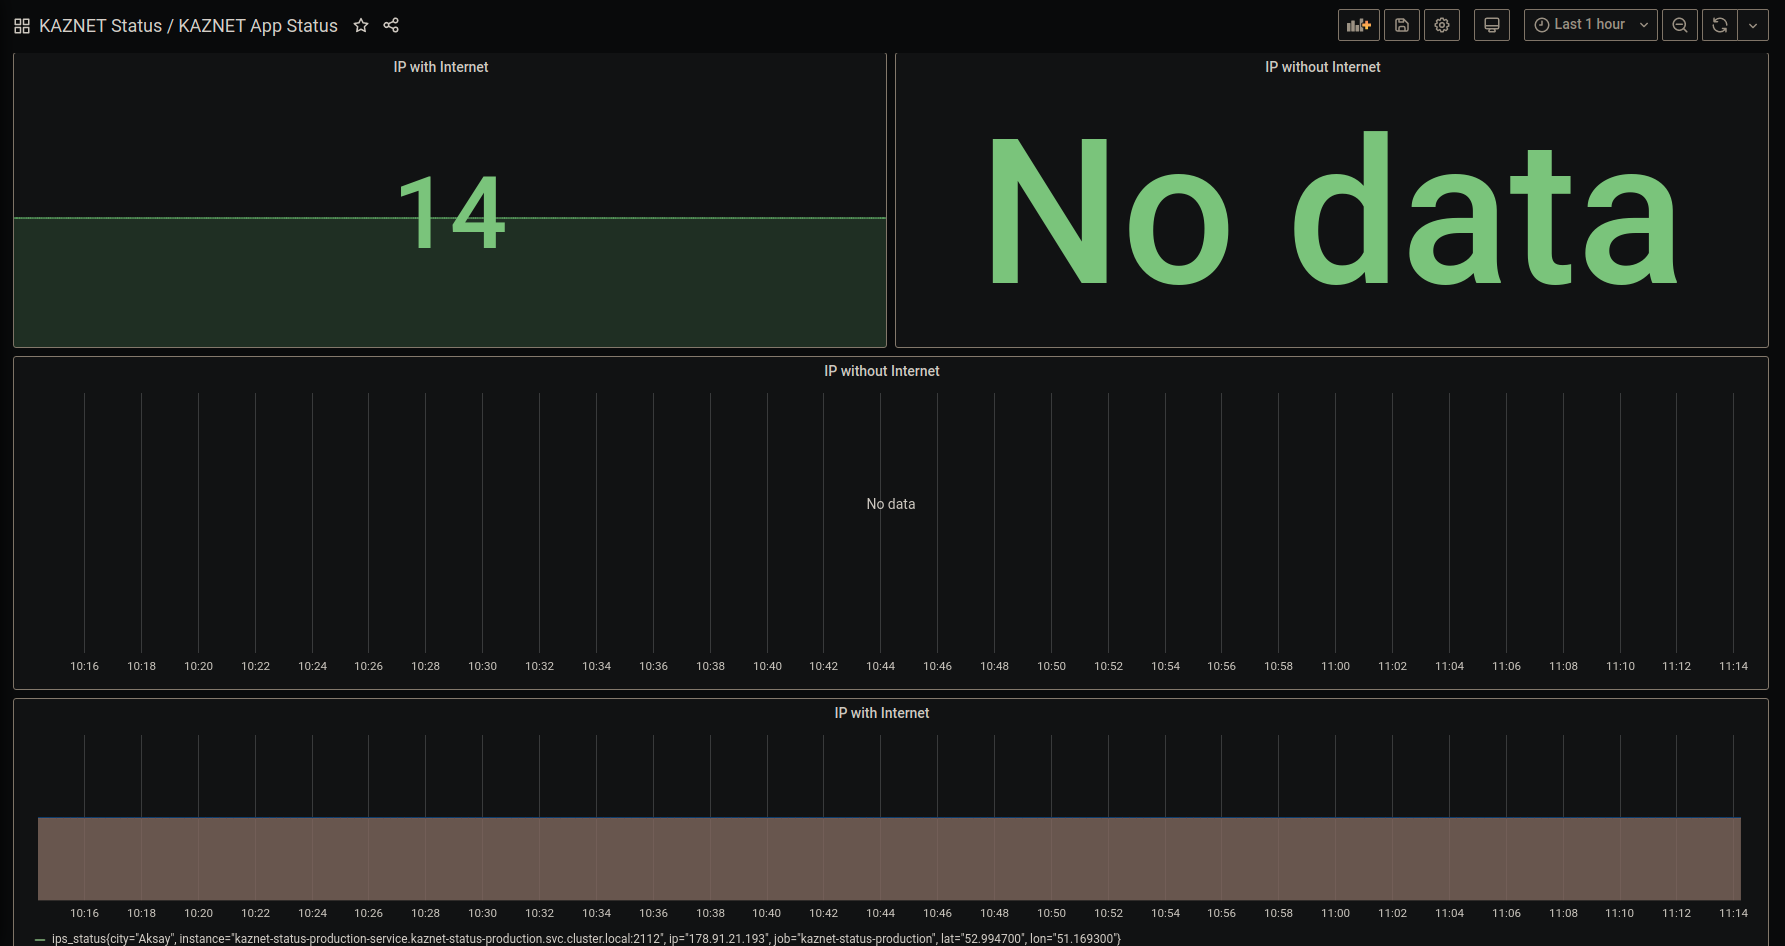 KAZNET Status / KAZNET App Status
Last 1 hour
IP with Internet
14
IP without Internet
No data
IP without Internet
No data
10:16 10:18 10:20 10:22 10:24 10:26 10:28 10:30 10:32 10:34 10:36 10:38 10:40 10:42 10:44 10:46 10:48 10:50 10:52 10:54 10:56 10:58 11:00 11:02 11:04 11:06 11:08 11:10 11:12 11:14
IP with Internet
10:16 10:18 10:20 10:22 10:24 10:26 10:28 10:30 10:32 10:34 10:36 10:38 10:40 10:42 10:44 10:46 10:48 10:50 10:52 10:54 10:56 10:58 11:00 11:02 11:04 11:06 11:08 11:10 11:12 11:14
ips_status{city="Aksay", instance="kaznet-status-production-service.kaznet-status-production.svc.cluster.local:2112", ip="178.91.21.193", job="kaznet-status-production", lat="52.994700", lon="51.169300"}